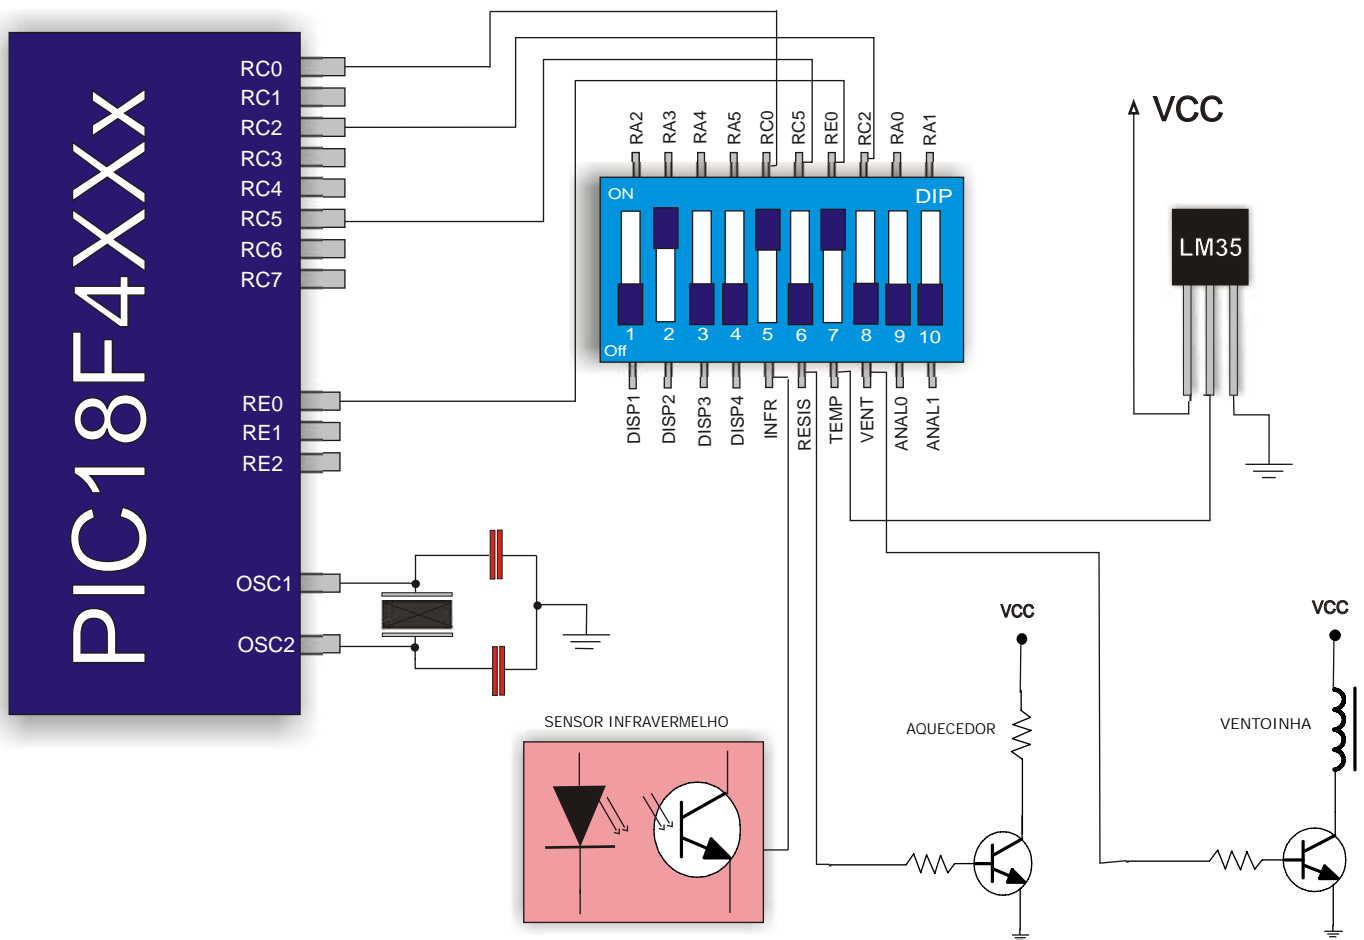 PIC18F4XXx
RC0
RC1
RC2
RC3
RC4
RC5
RC6
RC7
RE0
RE1
RE2
OSC1
OSC2
RA2
RA3
RA4
RA5
RC0
RC5
RE0
RC2
RA0
RA1
ON
DIP
1 2 3 4 5 6 7 8 9 10
Off
DISP1
DISP2
DISP3
DISP4
INFR
RESIS
TEMP
VENT
ANAL0
ANAL1
VCC
LM35
SENSOR INFRAVERMELHO
VCC
AQUECEDOR
VCC
VENTOINHA